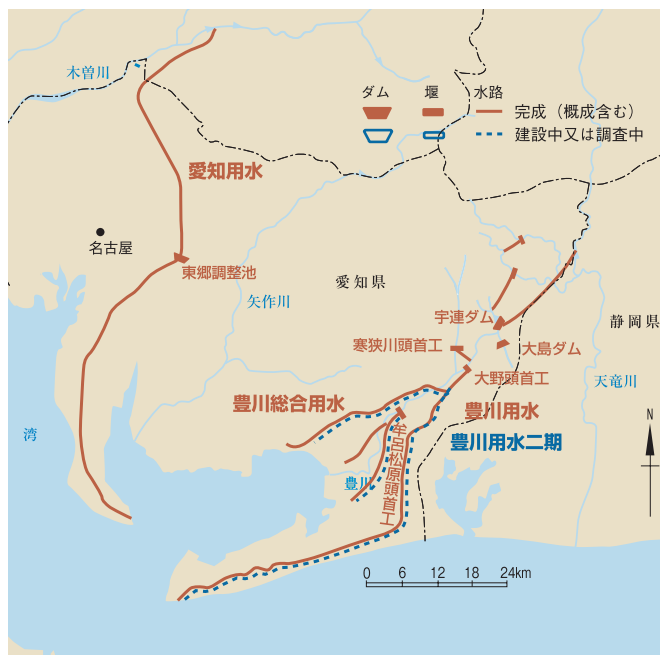 木曽川
ダム 堰 水路
完成（概成含む）
建設中又は調査中
愛知用水
名古屋
東郷調整池
愛知県
矢作川
宇連ダム
静岡県
寒狭川頭首工
大島ダム
大野頭首工
天竜川
豊川総合用水
豊川用水
豊川用水二期
湾
牟呂松原頭首工
豊川
N
0 6 12 18 24km